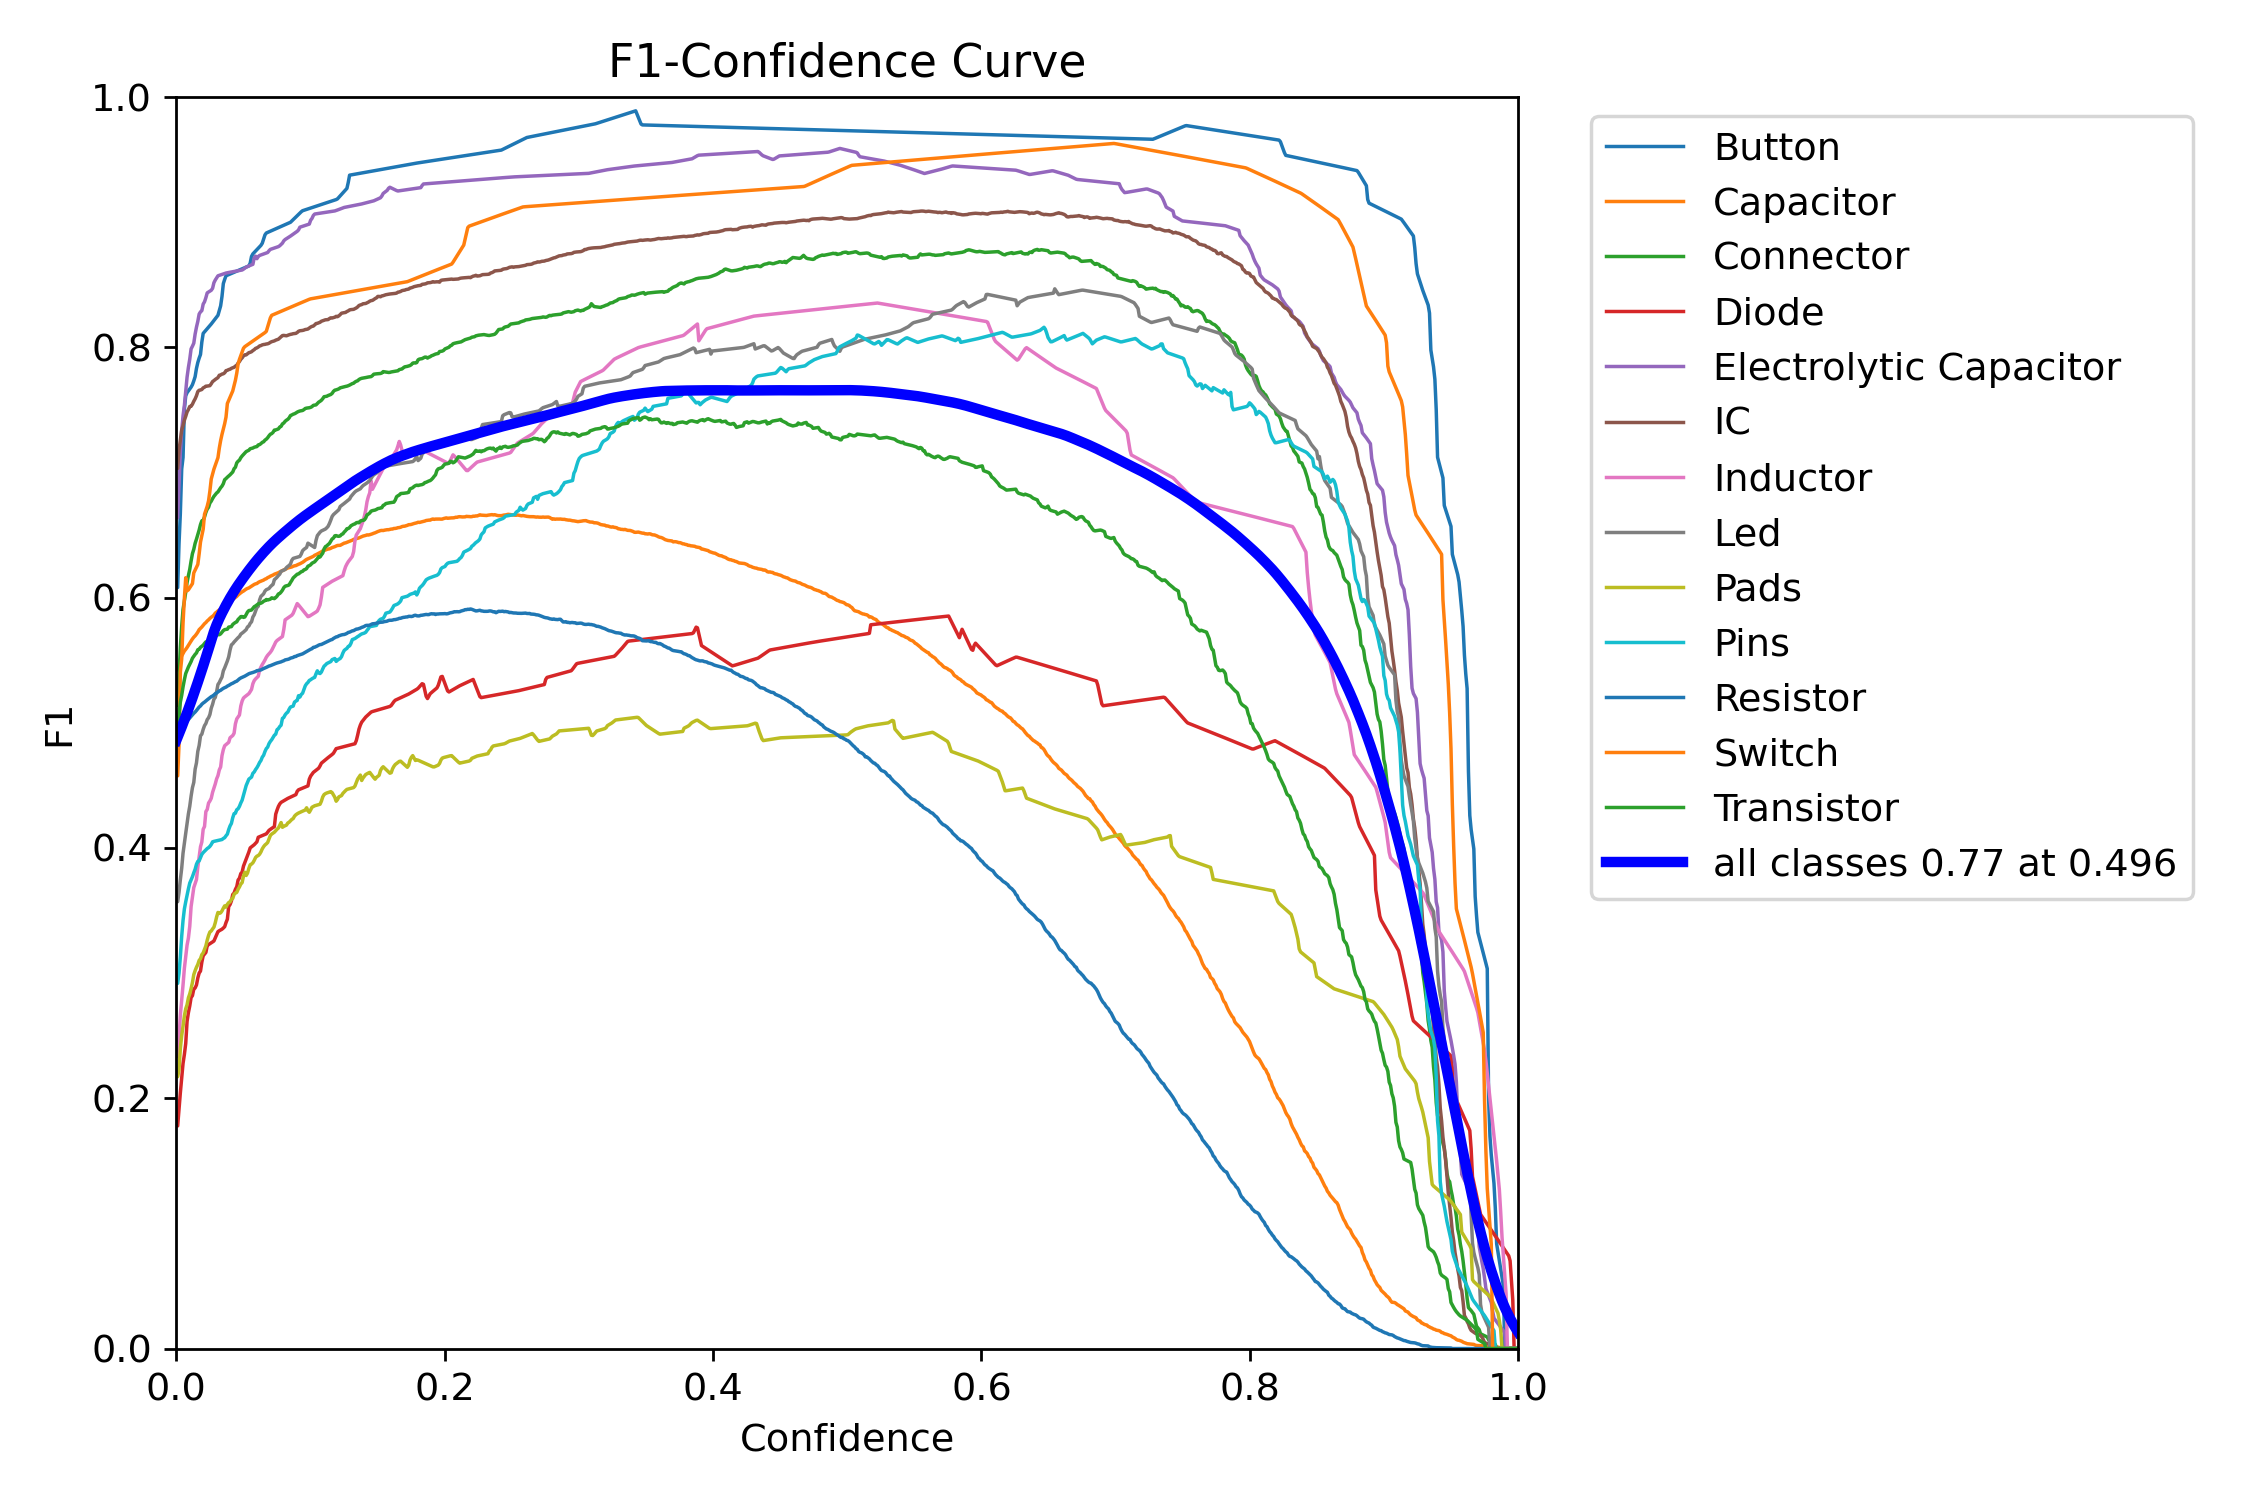 F1-Confidence Curve
1.0
0.8
0.6
0.4
0.2
0.0
F1
0.0 0.2 0.4 0.6 0.8 1.0
Confidence
Button
Capacitor
Connector
Diode
Electrolytic Capacitor
IC
Inductor
Led
Pads
Pins
Resistor
Switch
Transistor
all classes 0.77 at 0.496